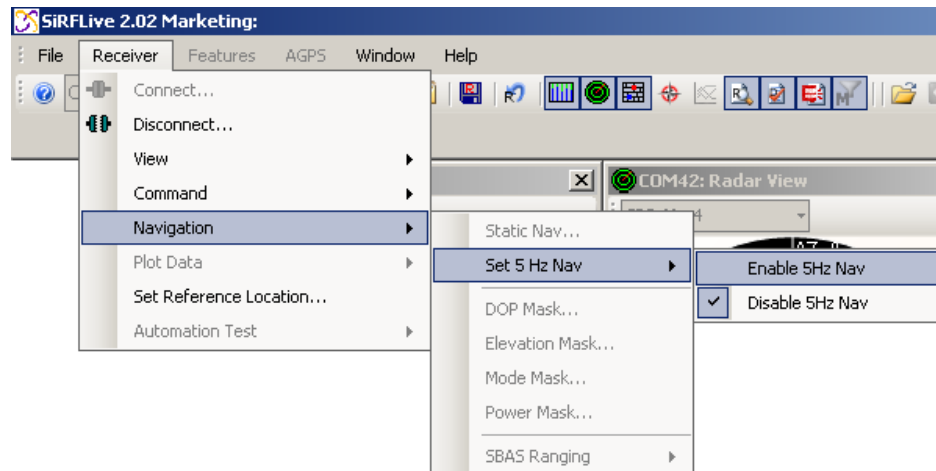 SiRFLive 2.02 Marketing:
File Receiver Features AGPS Window Help
Connect...
Disconnect...
View
Command
Navigation
Plot Data
Set Reference Location...
Automation Test
COM42: Radar View
Static Nav...
Set 5 Hz Nav
DOP Mask...
Elevation Mask...
Mode Mask...
Power Mask...
SBAS Ranging
Enable 5Hz Nav
Disable 5Hz Nav